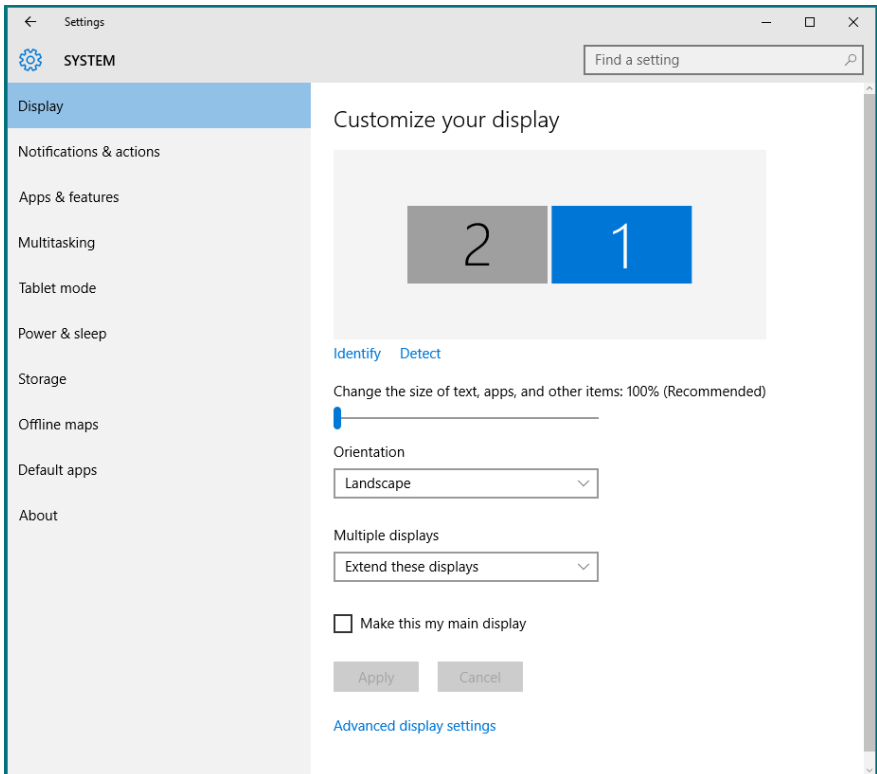 Settings
SYSTEM
Find a setting
Display
Notifications & actions
Apps & features
Multitasking
Tablet mode
Power & sleep
Storage
Offline maps
Default apps
About
Customize your display
2 1
Identify Detect
Change the size of text, apps, and other items: 100% (Recommended)
Orientation
Landscape
Multiple displays
Extend these displays
Make this my main display
Apply Cancel
Advanced display settings